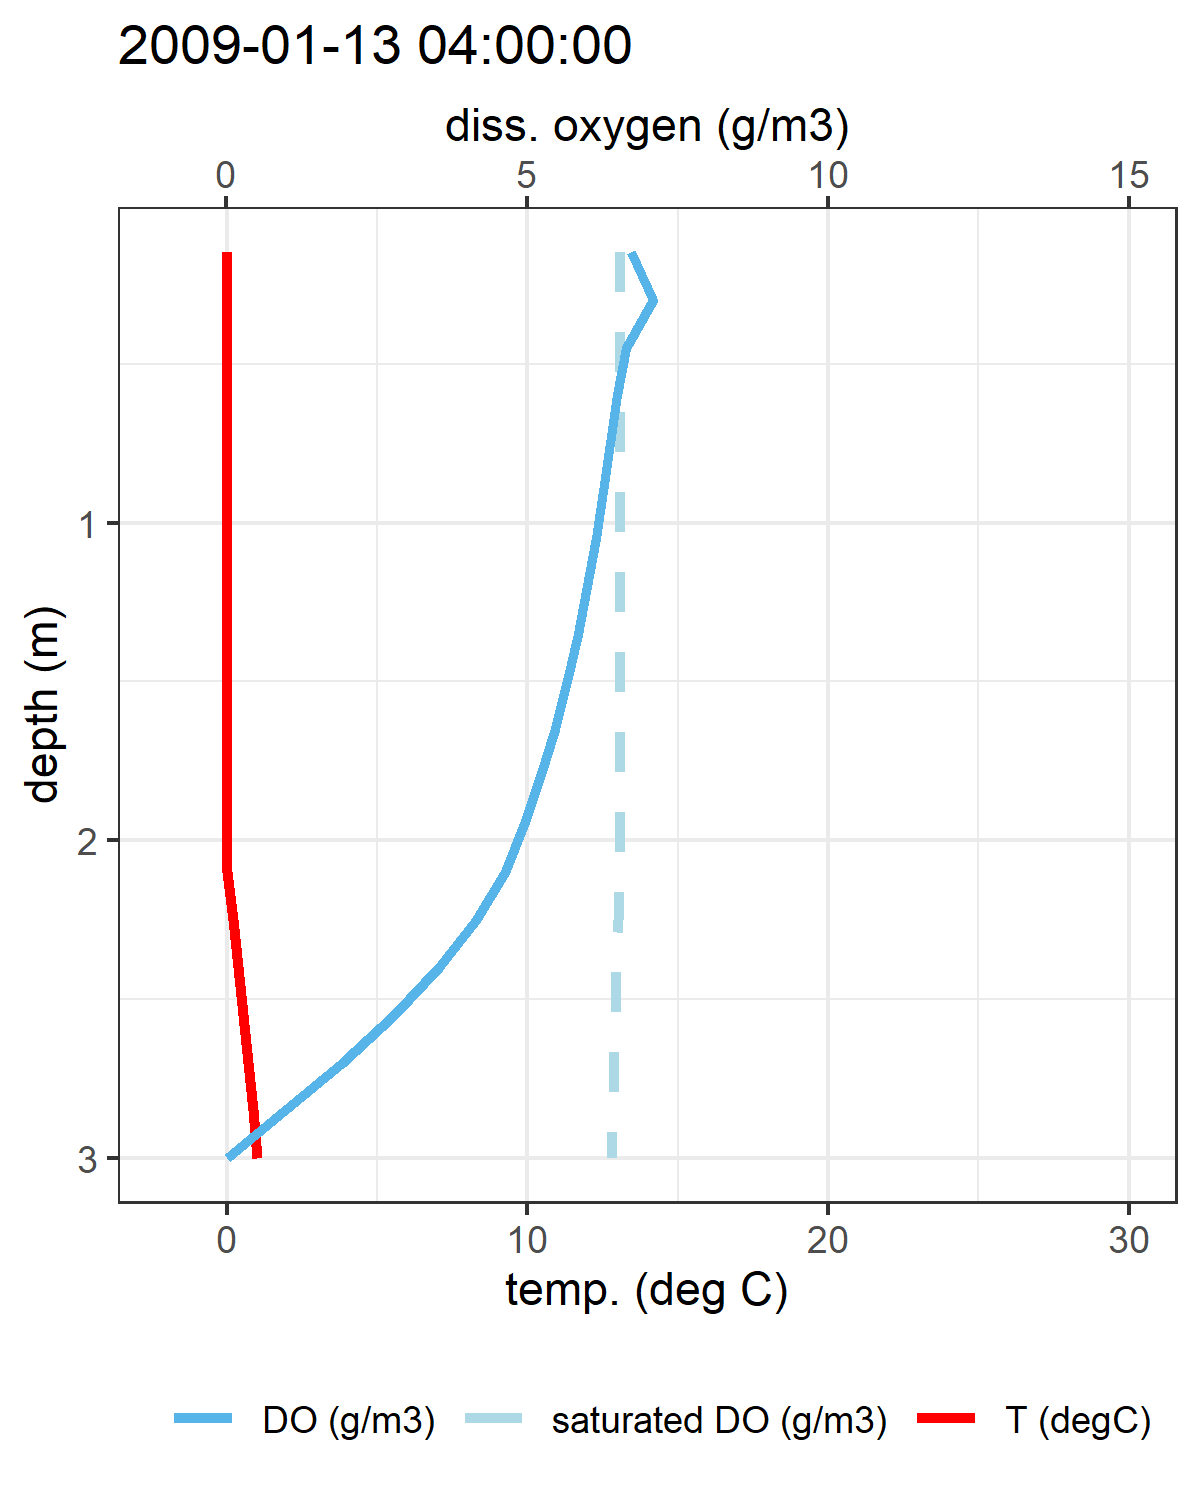 2009-01-13 04:00:00
diss. oxygen (g/m3)
0 5 10 15
depth (m)
1
2
3
0 10 20 30
temp. (deg C)
DO (g/m3) saturated DO (g/m3) T (degC)